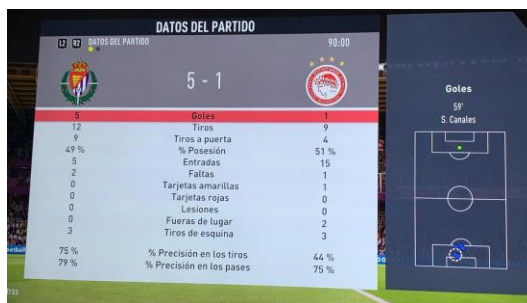 DATOS DEL PARTIDO
L2 R2 DATOS DEL PARTIDO 90:00
5 - 1
5 Goles 1
12 Tiros 9
9 Tiros a puerta 4
49 % % Posesión 51 %
5 Entradas 15
2 Faltas 1
0 Tarjetas amarillas 1
0 Tarjetas rojas 0
0 Lesiones 0
0 Fueras de lugar 2
3 Tiros de esquina 3
75 % % Precisión en los tiros 44 %
79 % % Precisión en los pases 75 %
Goles
59'
S. Canales